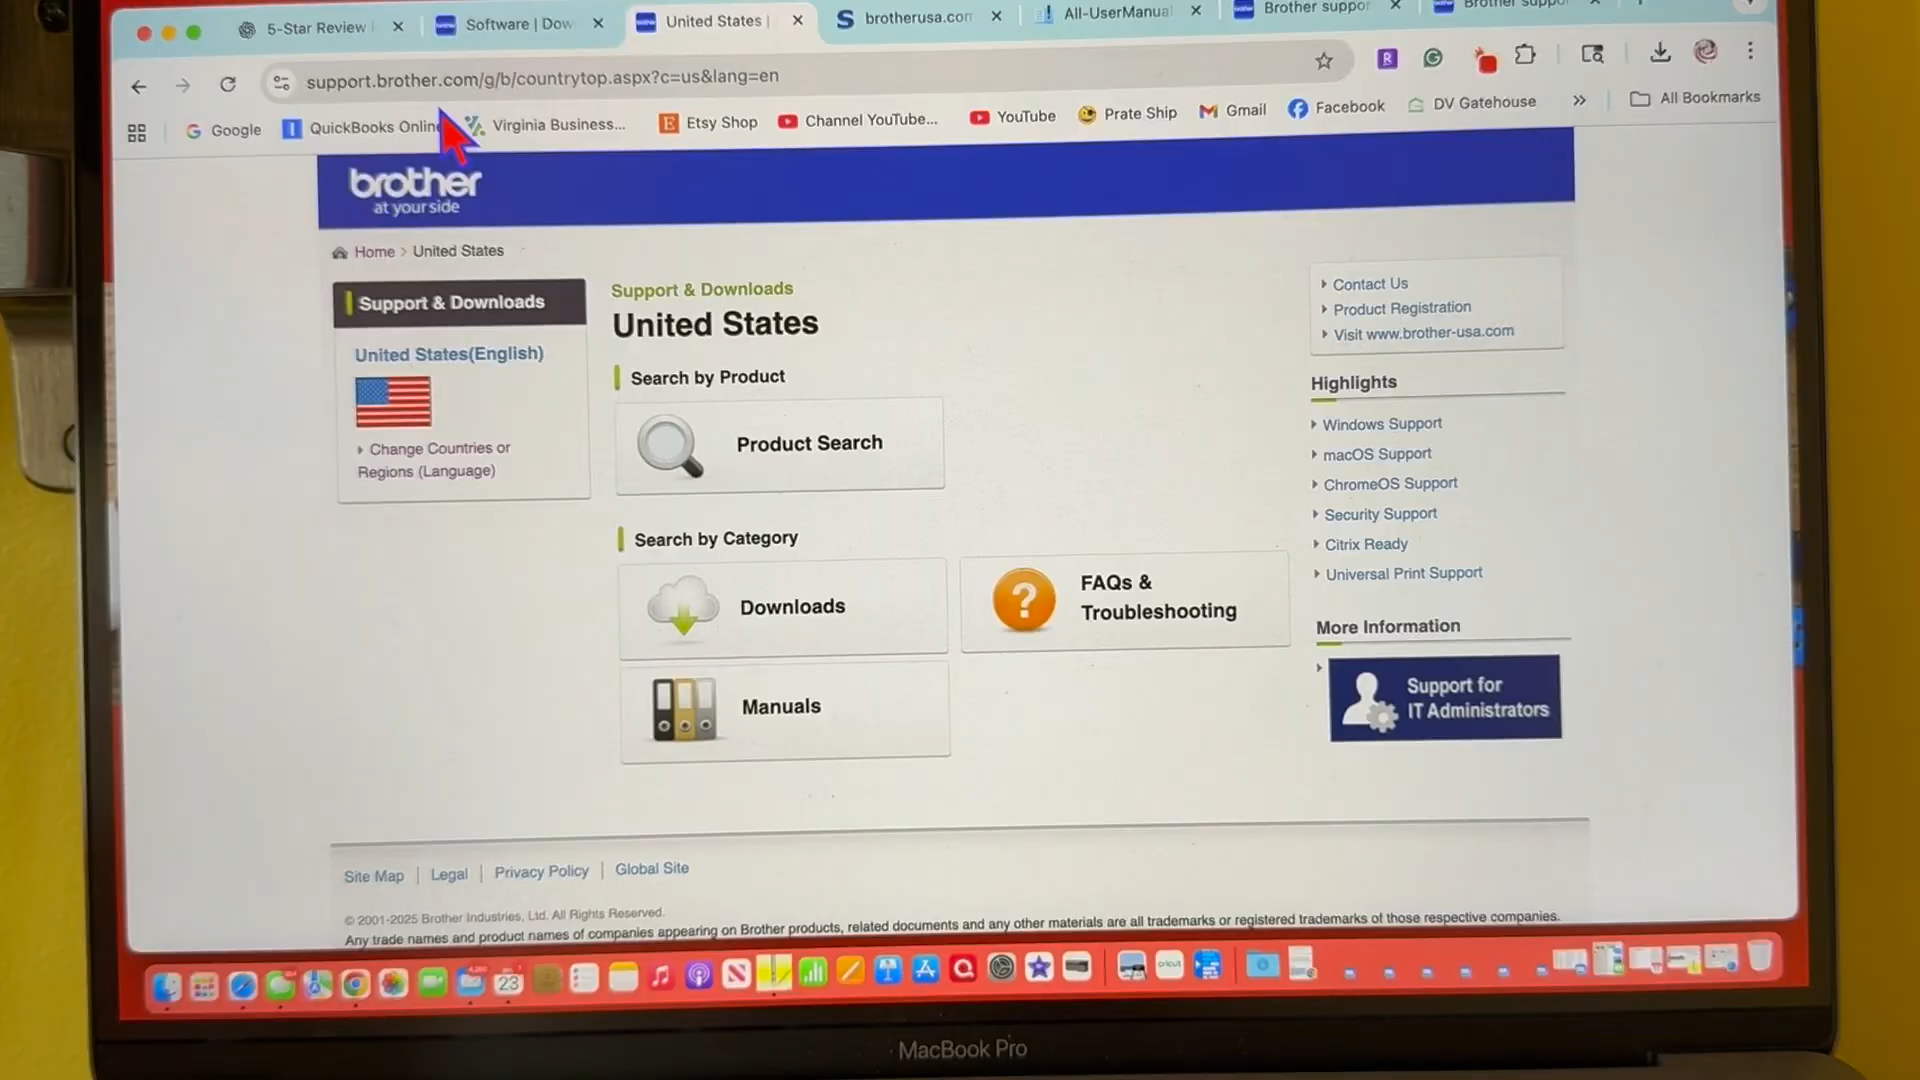 5-Star Review
Software | Dow
United States |
brotherusa.com
All-UserManual
Brother suppor
Brother suppo
support.brother.com/g/b/countrytop.aspx?c=us&lang=en
Google
QuickBooks Online
Virginia Business...
Etsy Shop
Channel YouTube...
YouTube
Prate Ship
Gmail
Facebook
DV Gatehouse
All Bookmarks
brother
at your side
Home > United States
Support & Downloads
United States(English)
Change Countries or
Regions (Language)
Support & Downloads
United States
Search by Product
Product Search
Search by Category
Downloads
FAQs &
Troubleshooting
Manuals
Contact Us
Product Registration
Visit www.brother-usa.com
Highlights
Windows Support
macOS Support
ChromeOS Support
Security Support
Citrix Ready
Universal Print Support
More Information
Support for
IT Administrators
Site Map | Legal | Privacy Policy | Global Site
© 2001-2025 Brother Industries, Ltd. All Rights Reserved.
Any trade names and product names of companies appearing on Brother products, related documents and any other materials are all trademarks or registered trademarks of those respective companies.
23
cricut
MacBook Pro